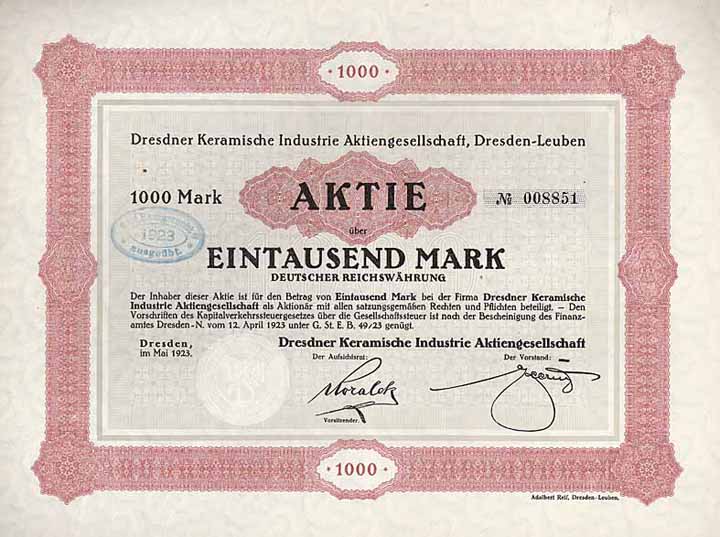 1000
Dresdner Keramische Industrie Aktiengesellschaft, Dresden-Leuben
1000 Mark AKTIE № 008851
über
1923
ausgeübt.
EINTAUSEND MARK
DEUTSCHER REICHSWÄHRUNG
Der Inhaber dieser Aktie ist für den Betrag von Eintausend Mark bei der Firma Dresdner Keramische
Industrie Aktiengesellschaft als Aktionär mit allen satzungsgemäßen Rechten und Pflichten beteiligt. – Den
Vorschriften des Kapitalverkehrssteuergesetzes über die Gesellschaftssteuer ist nach der Bescheinigung des Finanz-
amtes Dresden-N. vom 12. April 1923 unter G. St. E. B. 49/23 genügt.
Dresden,
im Mai 1923.
Dresdner Keramische Industrie Aktiengesellschaft
Der Aufsichtsrat: Der Vorstand:
Vorsitzender.
1000
Adalbert Reif, Dresden-Leuben.